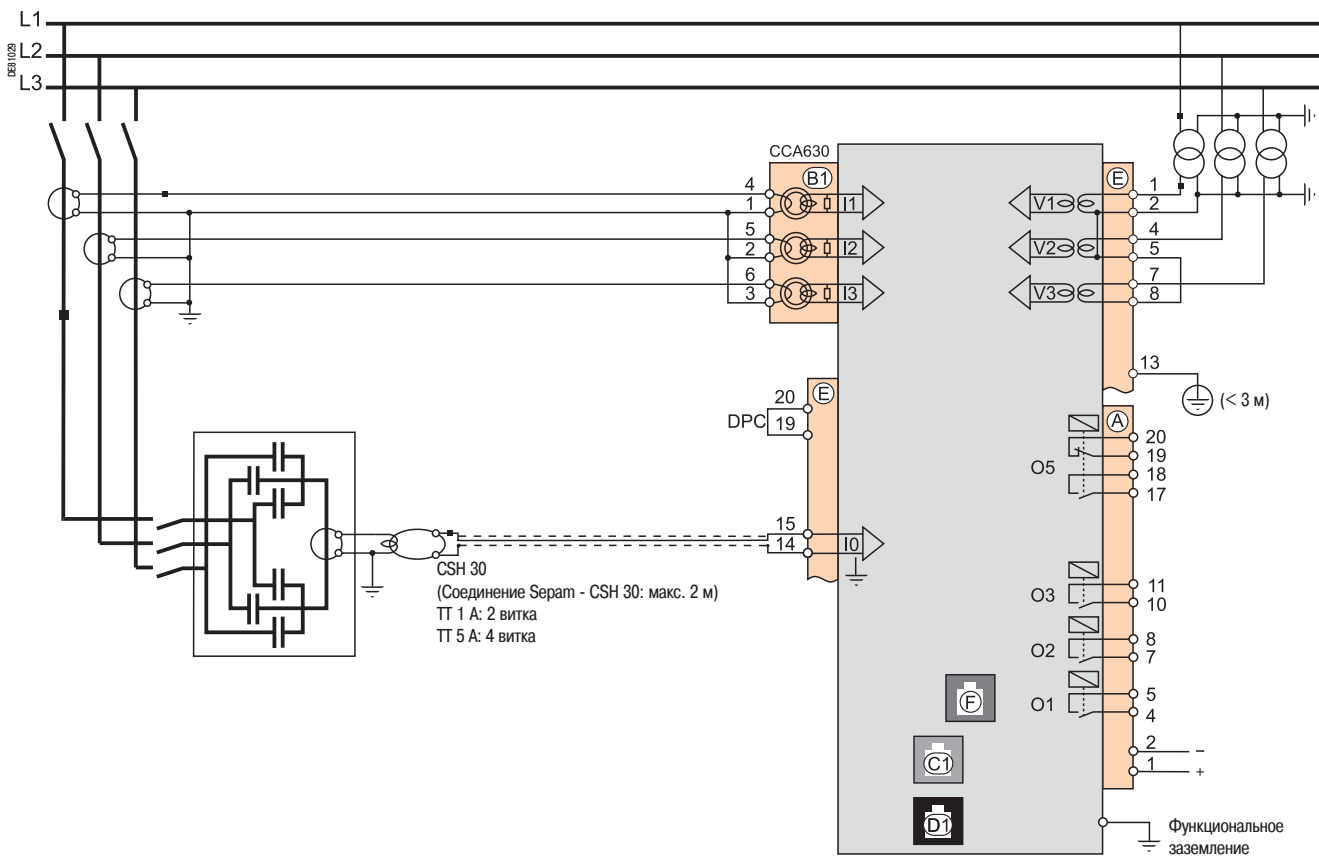 L1
DE81029
L2
L3
CCA630
B1
4
1
I1
5
2
I2
6
3
I3
E
V1
1
2
V2
4
5
V3
7
8
13
(< 3 м)
E
20
DPC
19
15
14
I0
A
O5
20
19
18
17
O3
11
10
O2
8
7
O1
5
4
2 –
1 +
F
C1
D1
CSH 30
(Соединение Sepam - CSH 30: макс. 2 м)
ТТ 1 А: 2 витка
ТТ 5 А: 4 витка
Функциональное
заземление